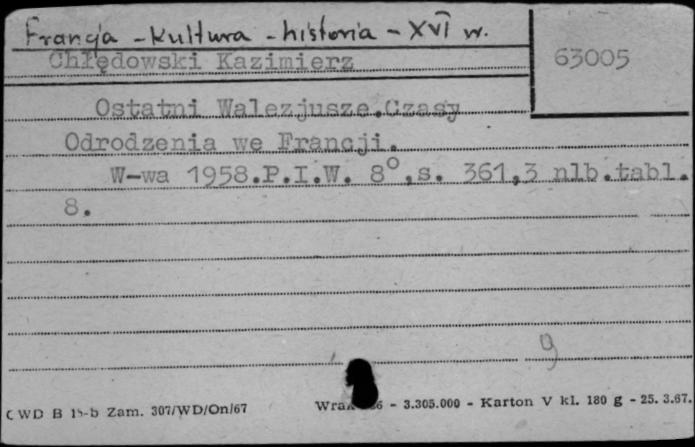 Francja - kultura - historia - XVI w.
Chłędowski Kazimierz
63005
Ostatni Walezjusze.Czasy
Odrodzenia we Francji.
W-wa 1958.P.I.W. 8°,s. 361,3 nlb.tabl.
8.
9
CWD B 15-b Zam. 307/WD/On/67
- 3.305.000 - Karton V kl. 180 g - 25. 3.67.